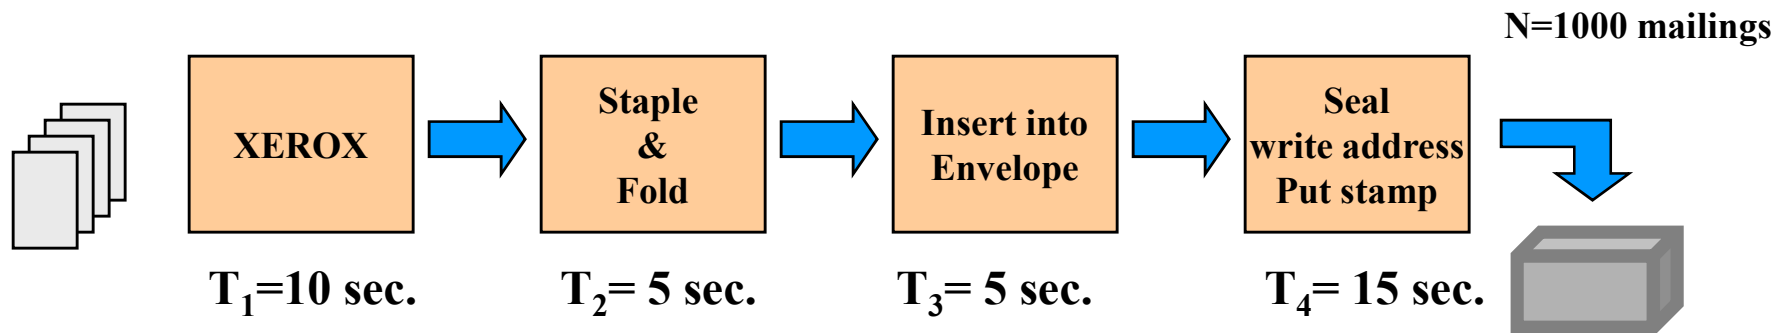 N=1000 mailings
XEROX
Staple
&
Fold
Insert into
Envelope
Seal
write address
Put stamp
T₁=10 sec.
T₂= 5 sec.
T₃= 5 sec.
T₄= 15 sec.